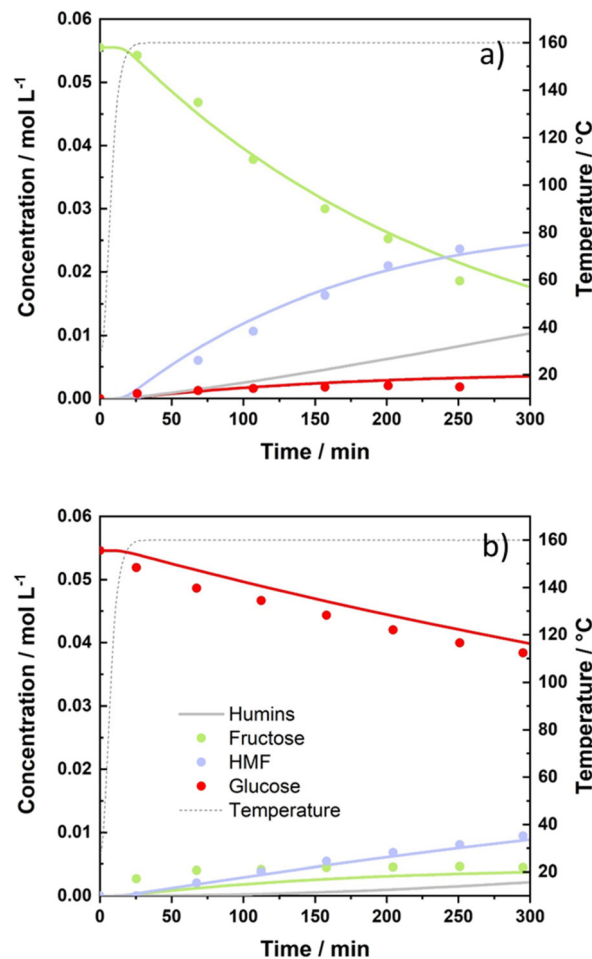 a)
Concentration / mol L-1
0.06
0.05
0.04
0.03
0.02
0.01
0.00
160
140
120
100
80
60
40
20
Temperature / °C
0 50 100 150 200 250 300
Time / min
b)
Concentration / mol L-1
0.06
0.05
0.04
0.03
0.02
0.01
0.00
Humins
Fructose
HMF
Glucose
Temperature
160
140
120
100
80
60
40
20
Temperature / °C
0 50 100 150 200 250 300
Time / min